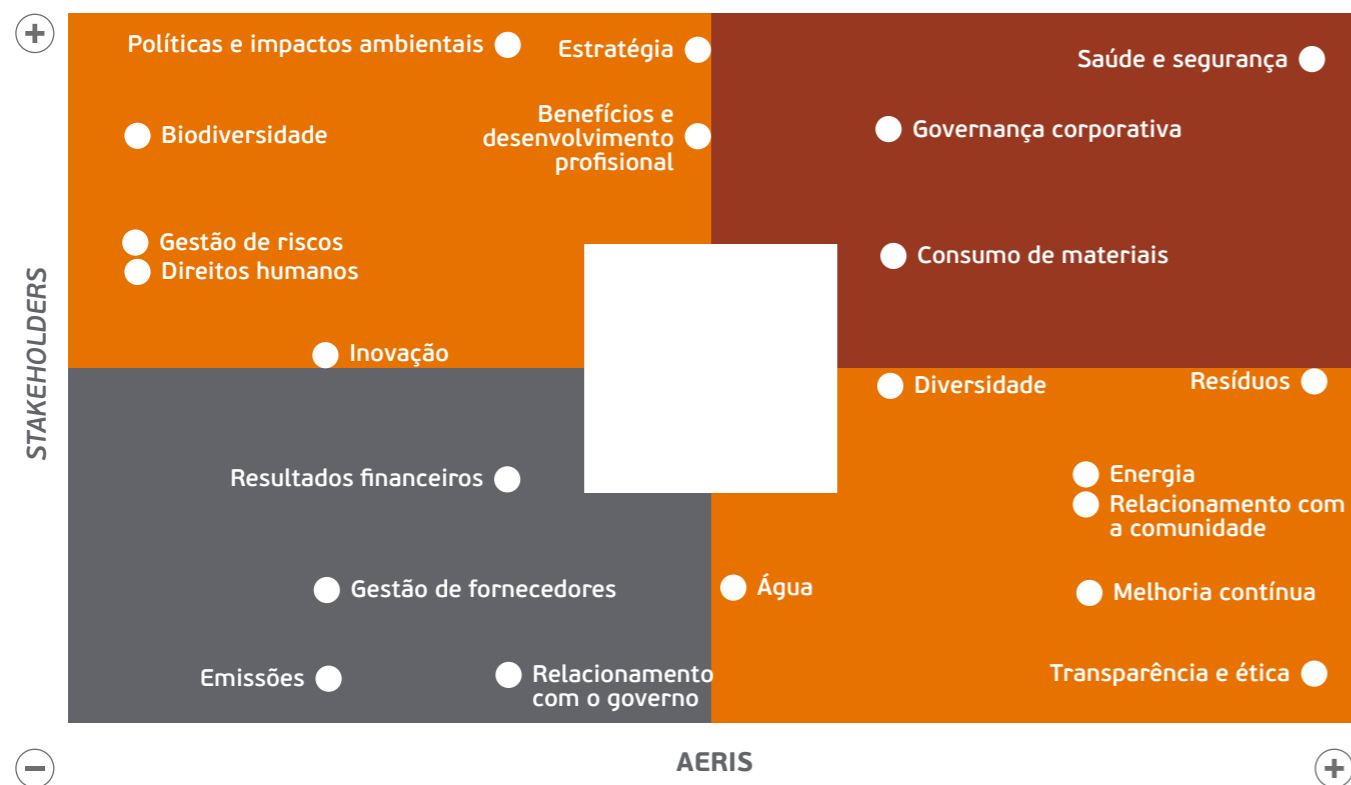 Políticas e impactos ambientais
Estratégia
Saúde e segurança
Benefícios e
desenvolvimento
profissional
Biodiversidade
Governança corporativa
Gestão de riscos
Direitos humanos
Consumo de materiais
STAKEHOLDERS
Inovação
Diversidade
Resíduos
Resultados financeiros
Energia
Relacionamento com
a comunidade
Gestão de fornecedores
Água
Melhoria contínua
Emissões
Relacionamento
com o governo
Transparência e ética
AERIS